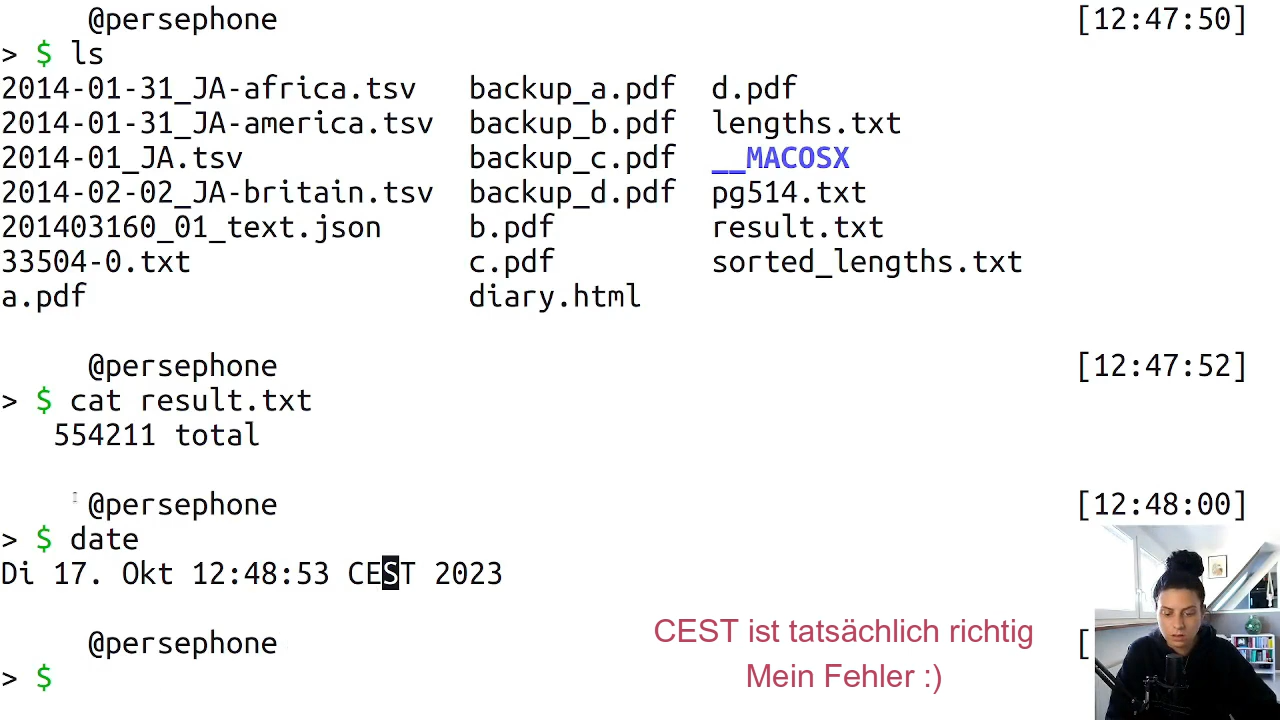 @persephone [12:47:50]
> $ ls
2014-01-31_JA-africa.tsv backup_a.pdf d.pdf
2014-01-31_JA-america.tsv backup_b.pdf lengths.txt
2014-01_JA.tsv backup_c.pdf __MACOSX
2014-02-02_JA-britain.tsv backup_d.pdf pg514.txt
201403160_01_text.json b.pdf result.txt
33504-0.txt c.pdf sorted_lengths.txt
a.pdf diary.html
@persephone [12:47:52]
> $ cat result.txt
554211 total
@persephone [12:48:00]
> $ date
Di 17. Okt 12:48:53 CEST 2023
@persephone [
> $
CEST ist tatsächlich richtig
Mein Fehler :)